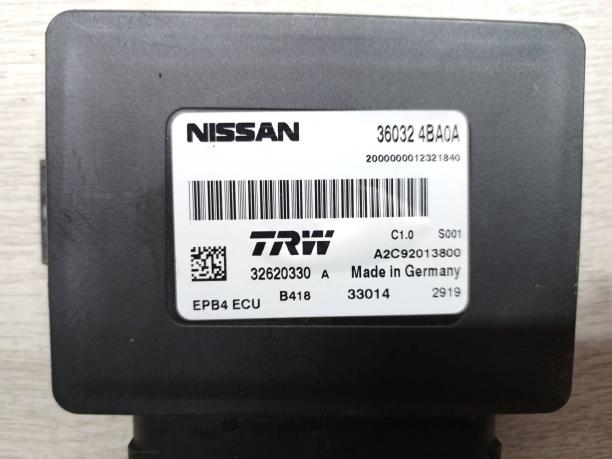 NISSAN 36032 4BA0A
2000000012321840
TRW C1.0 S001
A2C92013800
32620330 A Made in Germany
EPB4 ECU B418 33014 2919